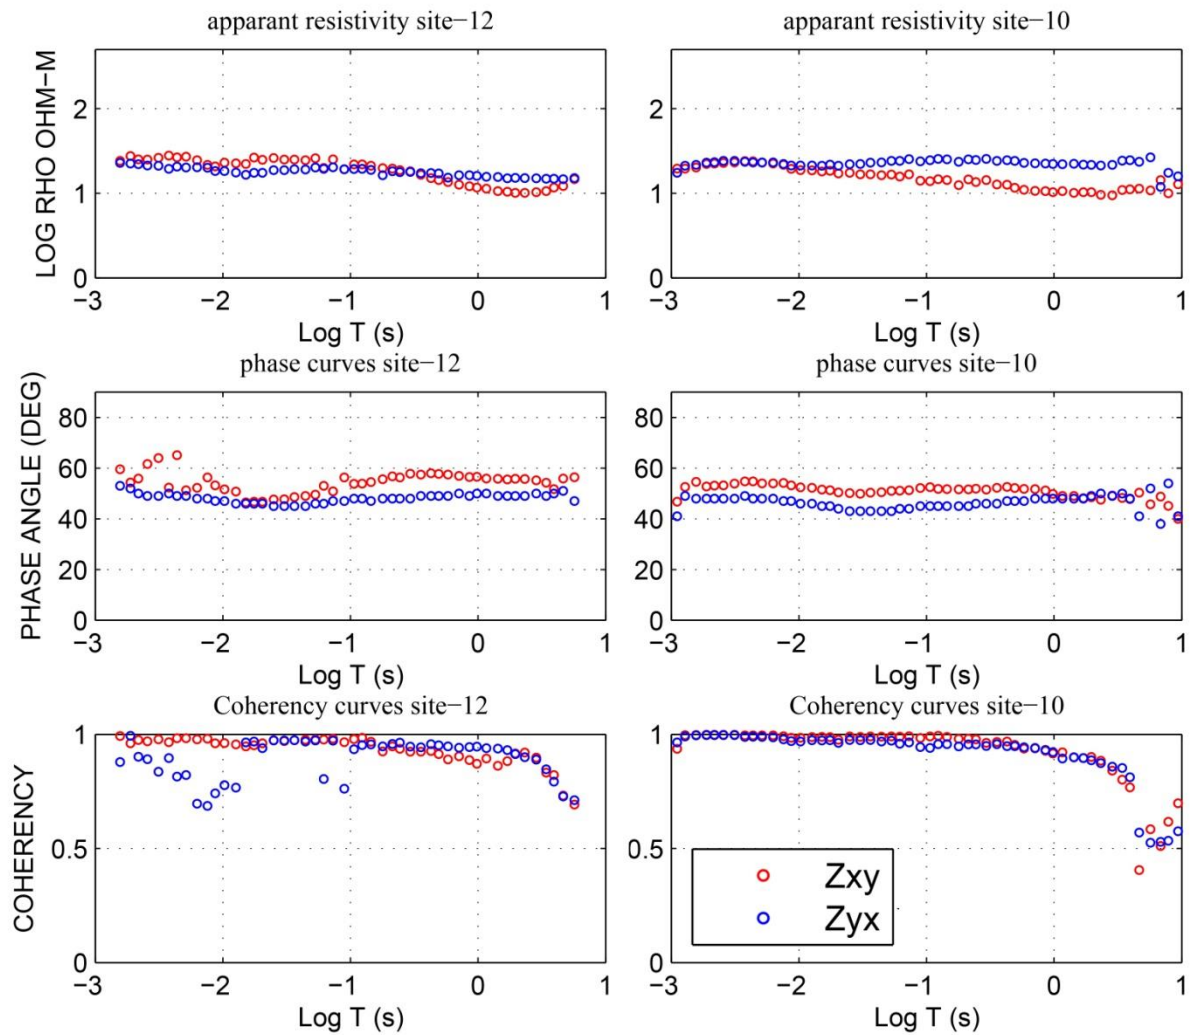 apparant resistivity site−12
apparant resistivity site−10
LOG RHO OHM−M
2
1
0
−3 −2 −1 0 1
Log T (s)
2
1
0
−3 −2 −1 0 1
Log T (s)
phase curves site−12
phase curves site−10
PHASE ANGLE (DEG)
80
60
40
20
0
−3 −2 −1 0 1
Log T (s)
80
60
40
20
0
−3 −2 −1 0 1
Log T (s)
Coherency curves site−12
Coherency curves site−10
COHERENCY
1
0.5
0
−3 −2 −1 0 1
Log T (s)
1
0.5
0
−3 −2 −1 0 1
Log T (s)
Zxy
Zyx